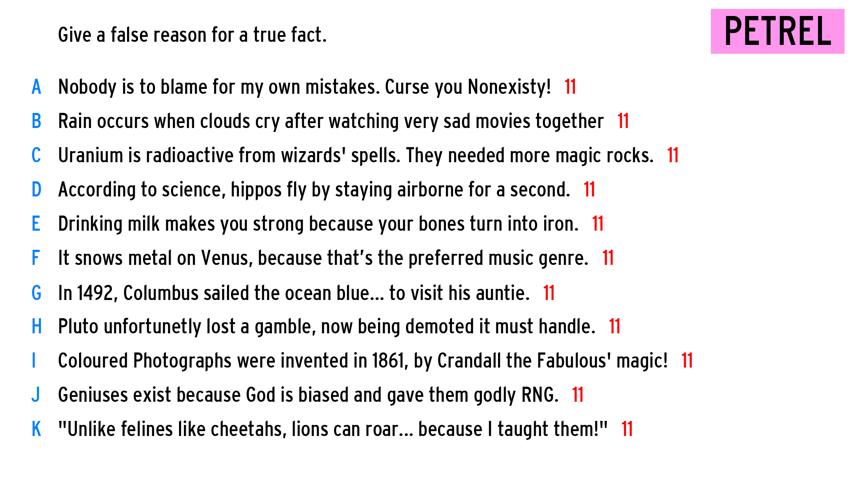 Give a false reason for a true fact.
PETREL
A Nobody is to blame for my own mistakes. Curse you Nonexisty! 11
B Rain occurs when clouds cry after watching very sad movies together 11
C Uranium is radioactive from wizards' spells. They needed more magic rocks. 11
D According to science, hippos fly by staying airborne for a second. 11
E Drinking milk makes you strong because your bones turn into iron. 11
F It snows metal on Venus, because that's the preferred music genre. 11
G In 1492, Columbus sailed the ocean blue... to visit his auntie. 11
H Pluto unfortunetly lost a gamble, now being demoted it must handle. 11
I Coloured Photographs were invented in 1861, by Crandall the Fabulous' magic! 11
J Geniuses exist because God is biased and gave them godly RNG. 11
K "Unlike felines like cheetahs, lions can roar... because I taught them!" 11